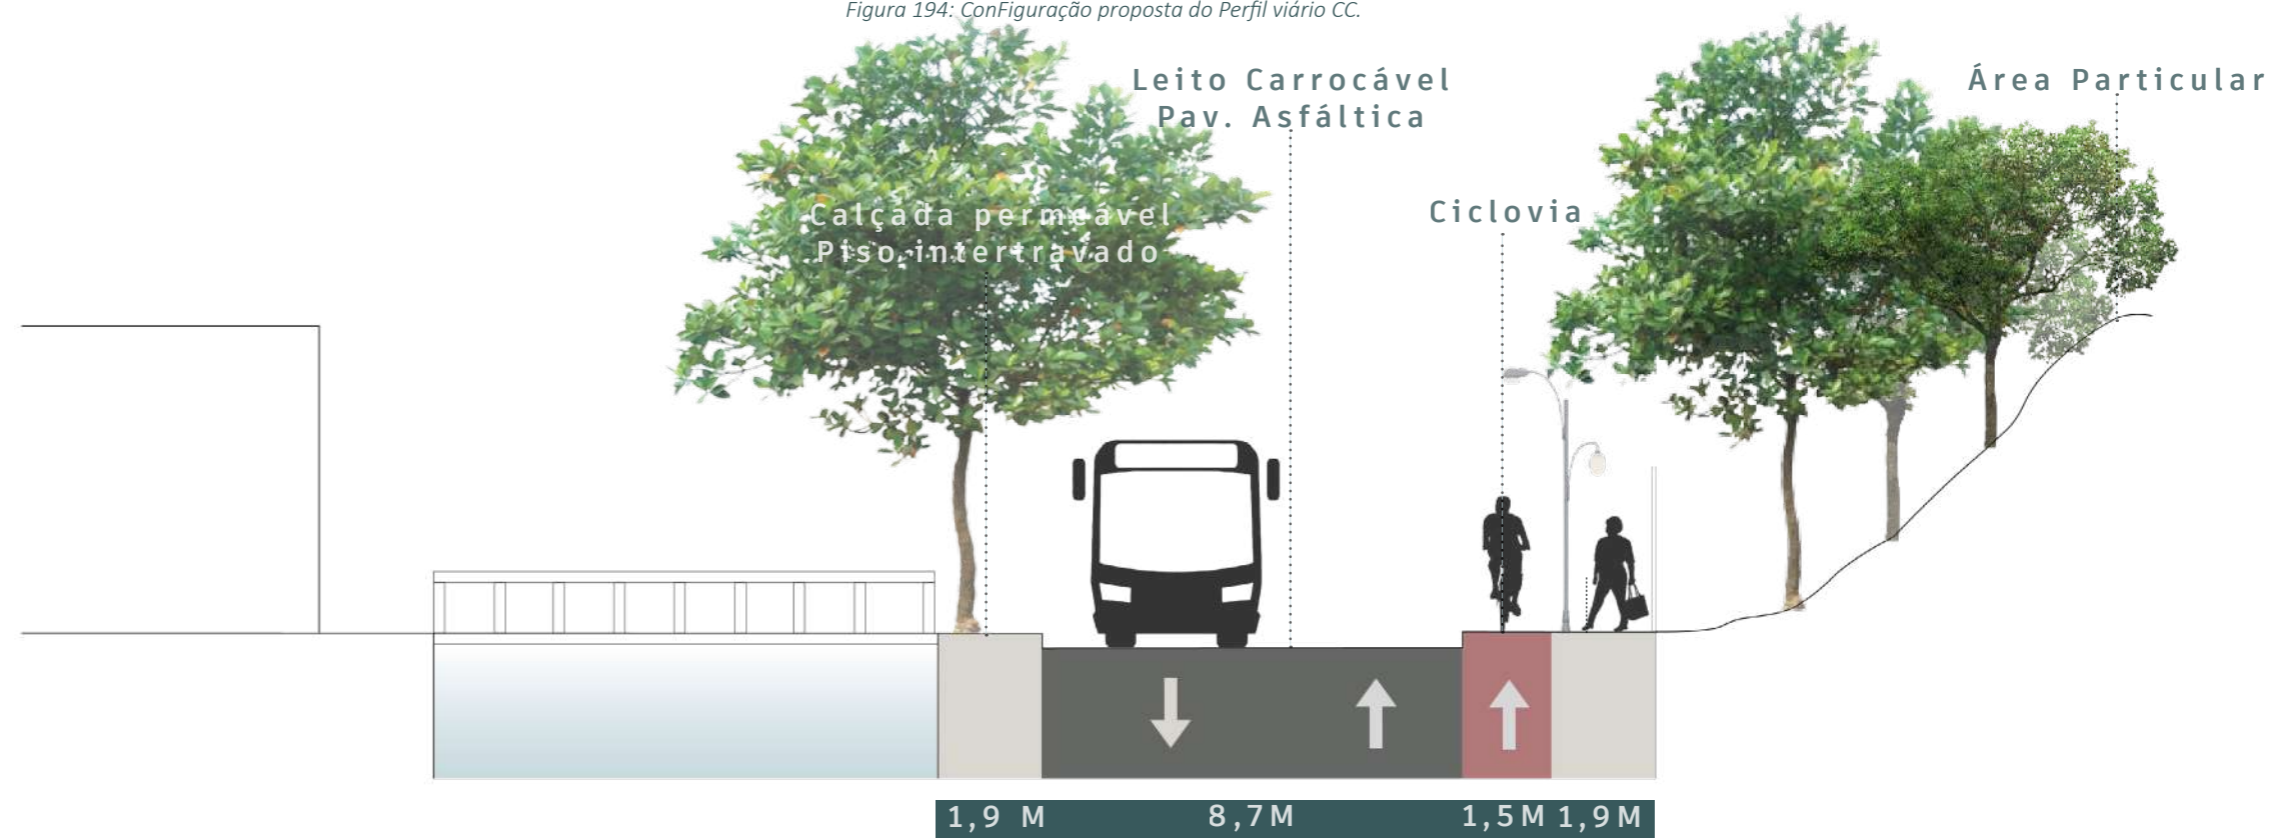 Figura 194: ConFiguração proposta do Perfil viário CC.
Leito Carrocável
Pav. Asfáltica
Área Particular
Calçada permeável
Piso intertravado
Ciclovia
1,9 M
8,7M
1,5M
1,9M